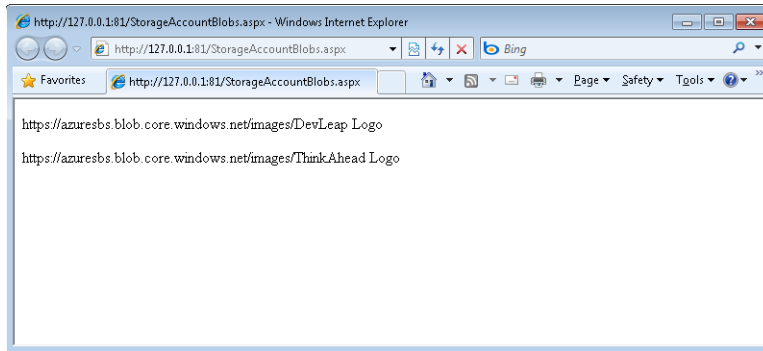 http://127.0.0.1:81/StorageAccountBlobs.aspx - Windows Internet Explorer
http://127.0.0.1:81/StorageAccountBlobs.aspx
Bing
Favorites
http://127.0.0.1:81/StorageAccountBlobs.aspx
Page
Safety
Tools
https://azuresbs.blob.core.windows.net/images/DevLeap Logo
https://azuresbs.blob.core.windows.net/images/ThinkAhead Logo